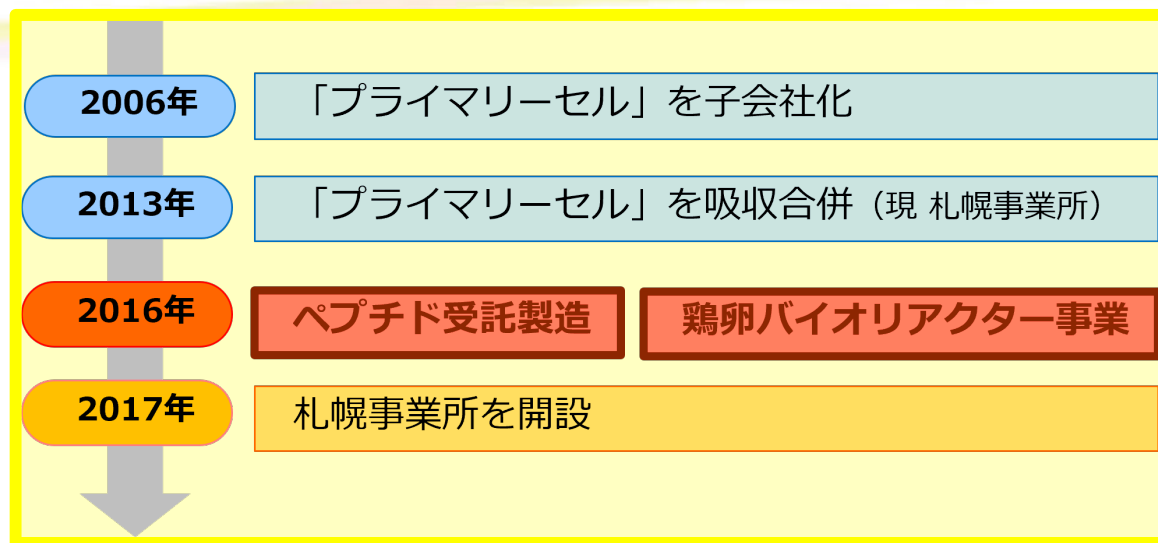 2006年
「プライマリーセル」を子会社化
2013年
「プライマリーセル」を吸収合併（現 札幌事業所）
2016年
ペプチド受託製造
鶏卵バイオリアクター事業
2017年
札幌事業所を開設